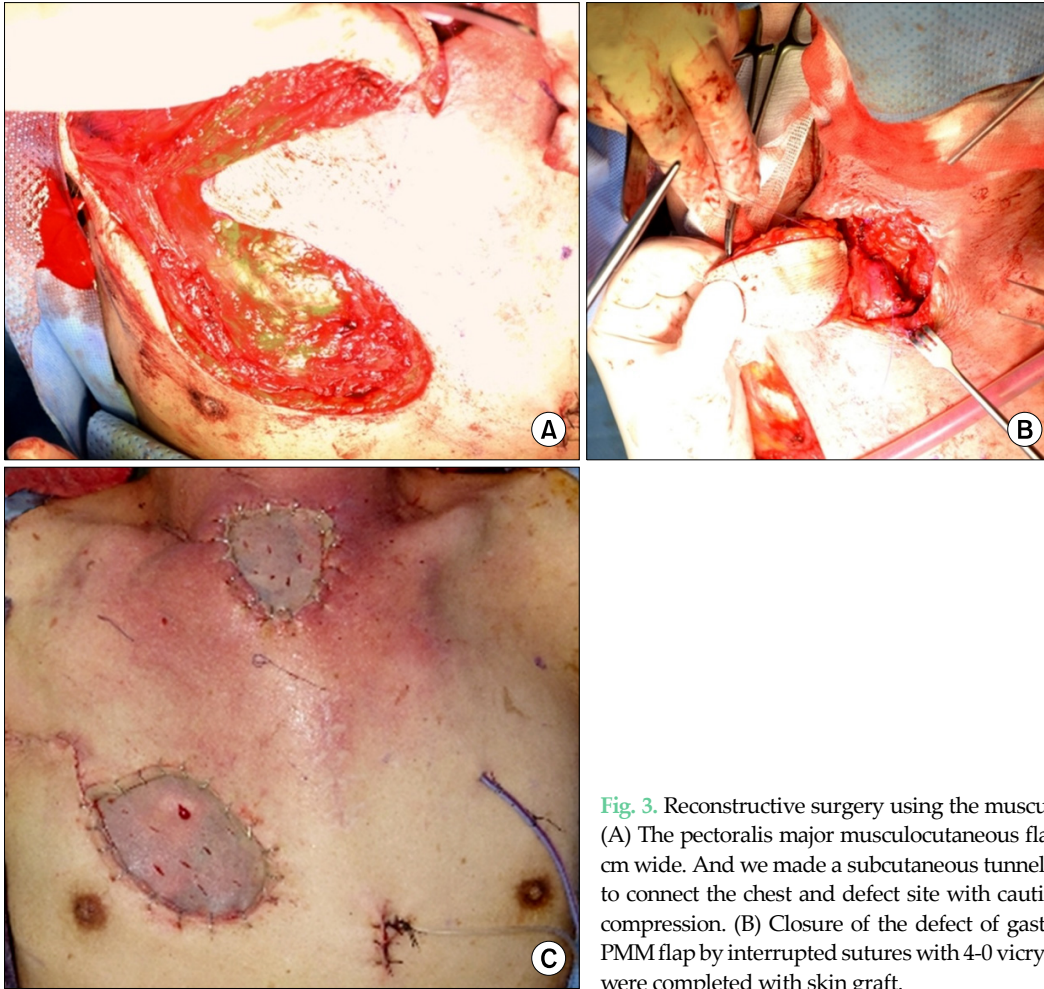 A
B
C
Fig. 3. Reconstructive surgery using the muscu
(A) The pectoralis major musculocutaneous fla
cm wide. And we made a subcutaneous tunnel
to connect the chest and defect site with cauti
compression. (B) Closure of the defect of gast
PMM flap by interrupted sutures with 4-0 vicry
were completed with skin graft.